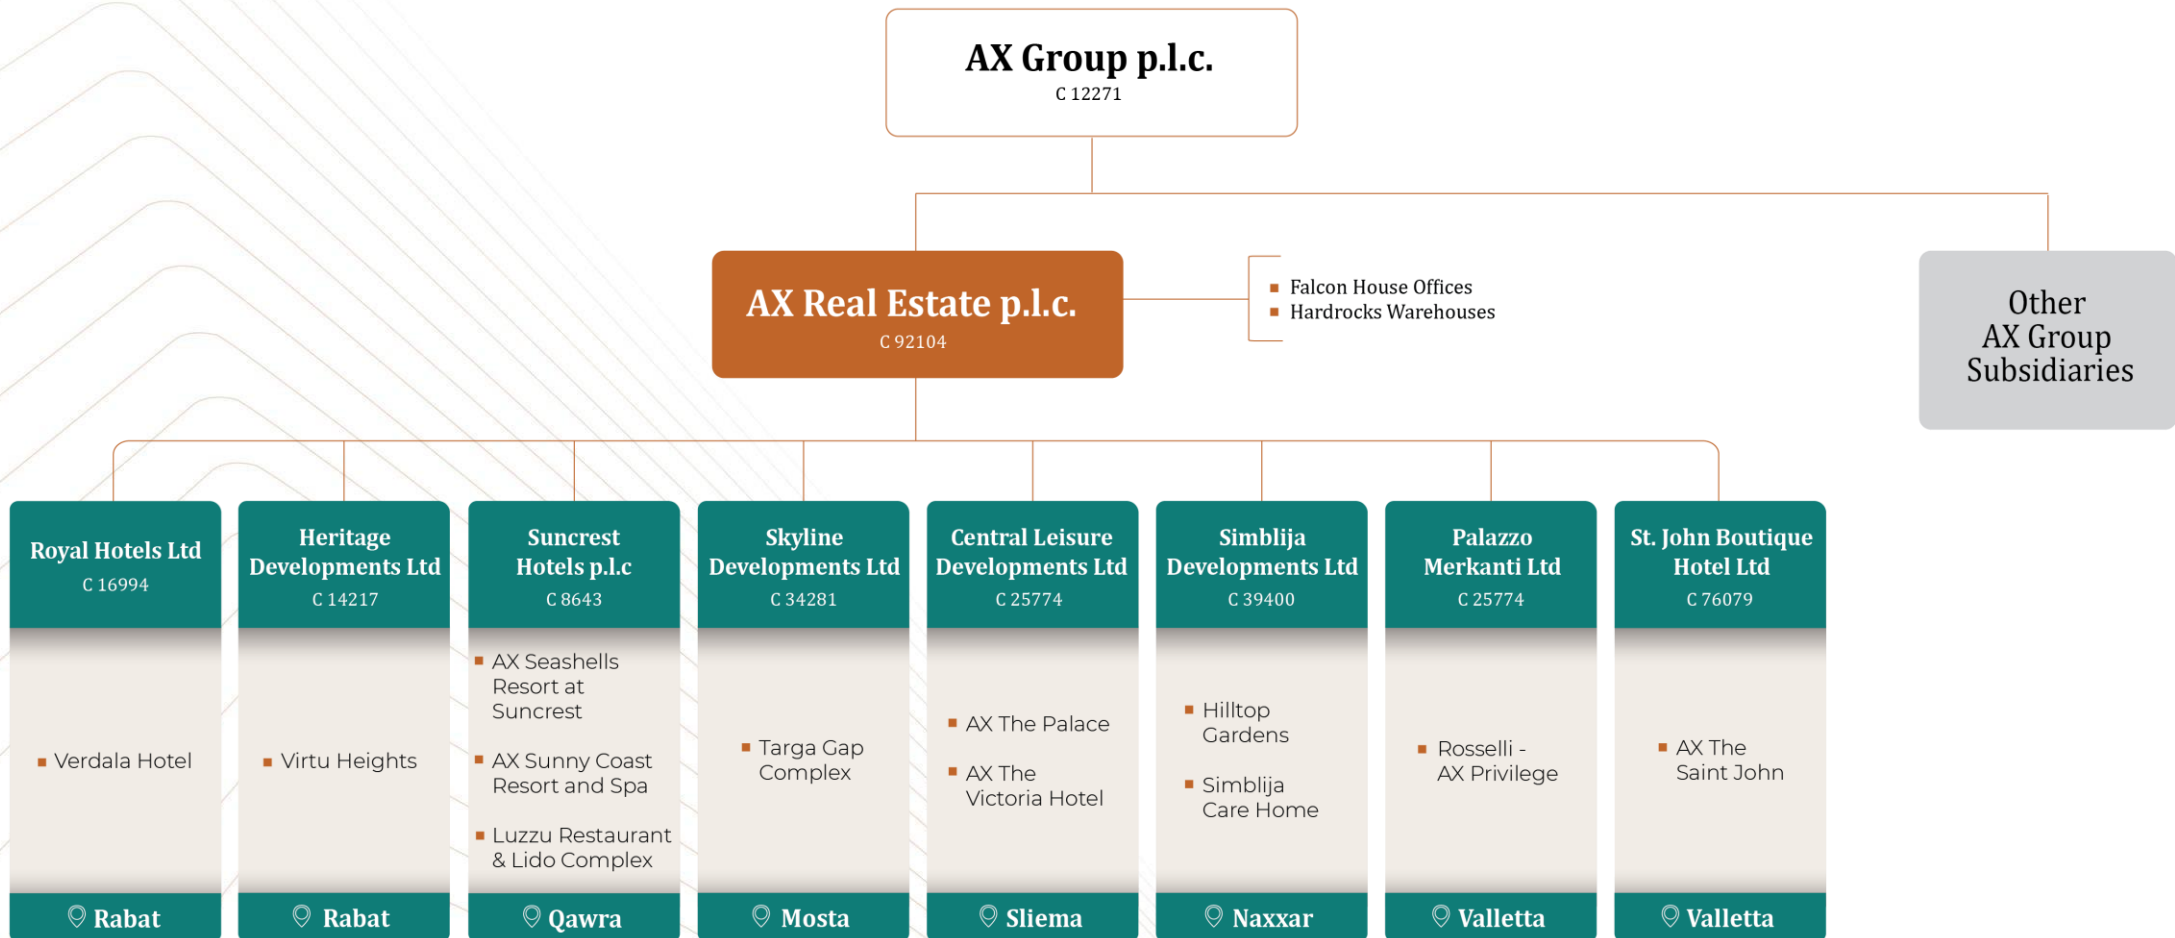 AX Group p.l.c.
C 12271
AX Real Estate p.l.c.
C 92104
Falcon House Offices
Hardrocks Warehouses
Other
AX Group
Subsidiaries
Royal Hotels Ltd
C 16994
Verdala Hotel
Rabat
Heritage
Developments Ltd
C 14217
Virtu Heights
Rabat
Suncrest
Hotels p.l.c
C 8643
AX Seashells
Resort at
Suncrest
AX Sunny Coast
Resort and Spa
Luzzu Restaurant
& Lido Complex
Qawra
Skyline
Developments Ltd
C 34281
Targa Gap
Complex
Mosta
Central Leisure
Developments Ltd
C 25774
AX The Palace
AX The
Victoria Hotel
Sliema
Simblija
Developments Ltd
C 39400
Hilltop
Gardens
Simblija
Care Home
Naxxar
Palazzo
Merkanti Ltd
C 25774
Rosselli -
AX Privilege
Valletta
St. John Boutique
Hotel Ltd
C 76079
AX The
Saint John
Valletta